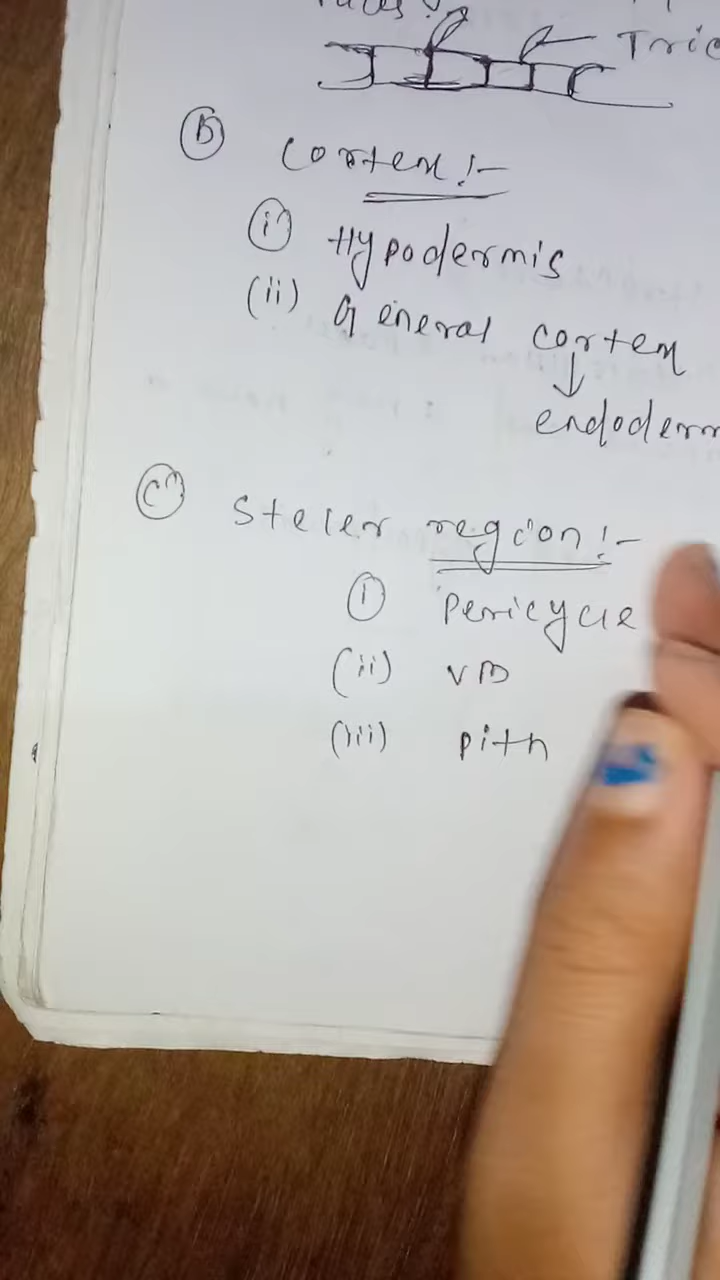 Tric
(B) Cortex :-
(i) Hypodermis
(ii) General cortex
↓
endoderm
(C) Steler region :-
(i) Pericycle
(ii) VB
(iii) pith